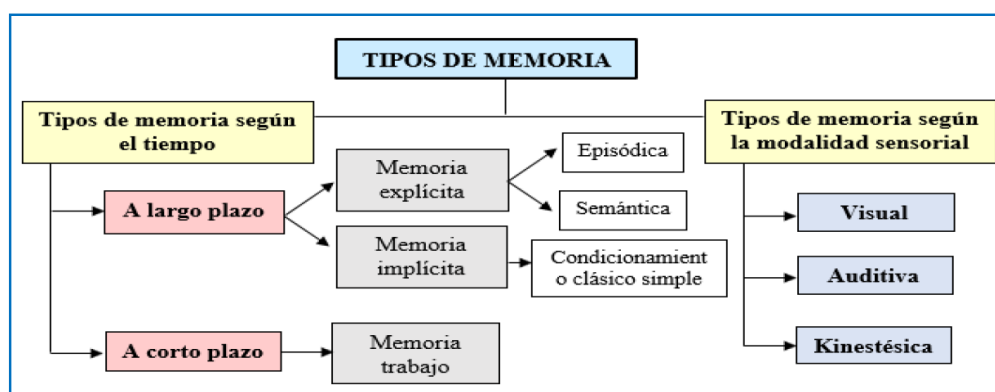 TIPOS DE MEMORIA
Tipos de memoria según
el tiempo
A largo plazo
Memoria
explícita
Episódica
Semántica
Memoria
implícita
Condicionamient
o clásico simple
A corto plazo
Memoria
trabajo
Tipos de memoria según
la modalidad sensorial
Visual
Auditiva
Kinestésica